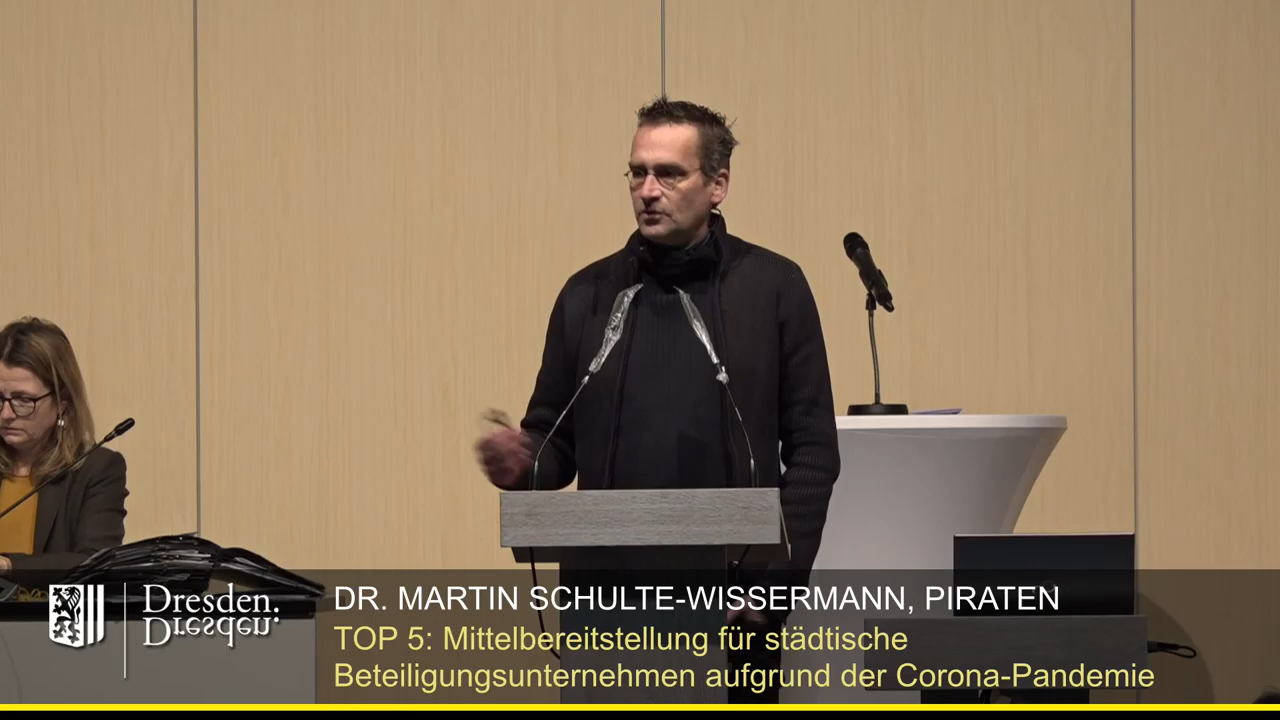 Dresden.
Dresden.
DR. MARTIN SCHULTE-WISSERMANN, PIRATEN
TOP 5: Mittelbereitstellung für städtische
Beteiligungsunternehmen aufgrund der Corona-Pandemie